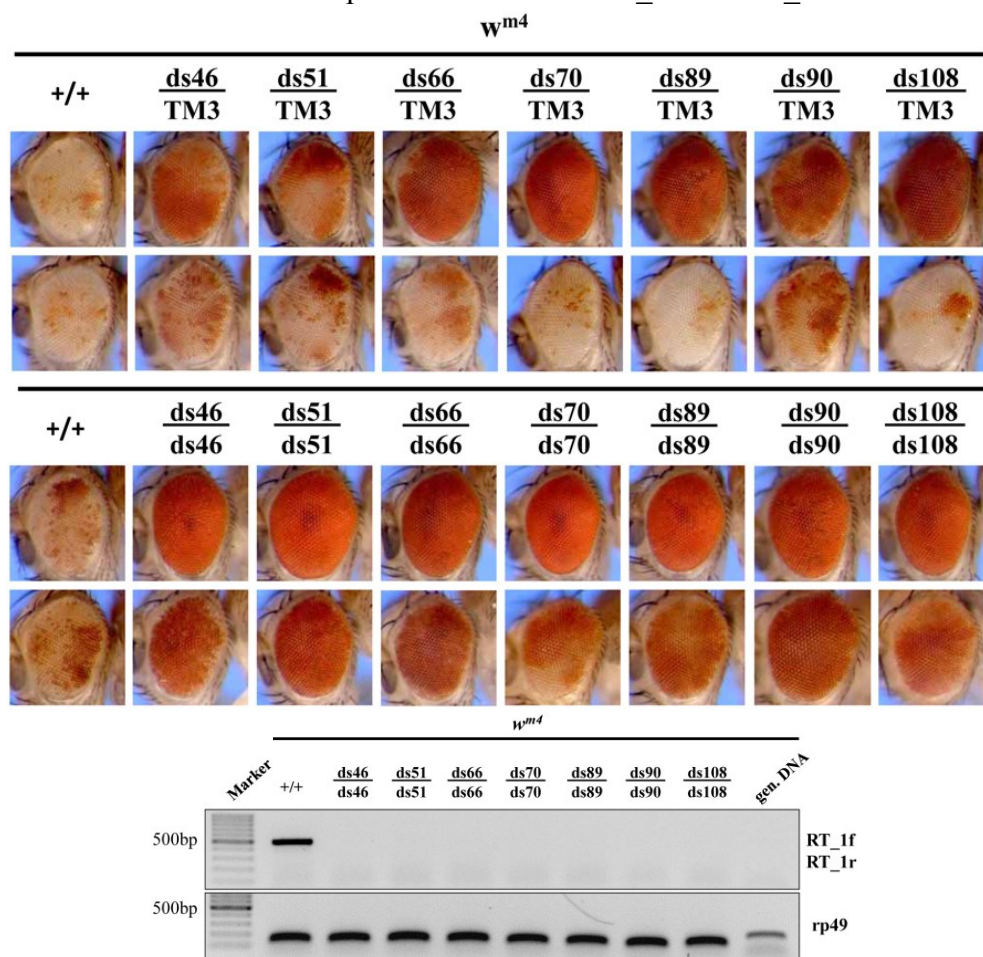 w^m4
+/+ ds46/TM3 ds51/TM3 ds66/TM3 ds70/TM3 ds89/TM3 ds90/TM3 ds108/TM3
+/+ ds46/ds46 ds51/ds51 ds66/ds66 ds70/ds70 ds89/ds89 ds90/ds90 ds108/ds108
w^m4
Marker +/+ ds46/ds46 ds51/ds51 ds66/ds66 ds70/ds70 ds89/ds89 ds90/ds90 ds108/ds108 gen. DNA
500bp RT_1f
RT_1r
500bp rp49